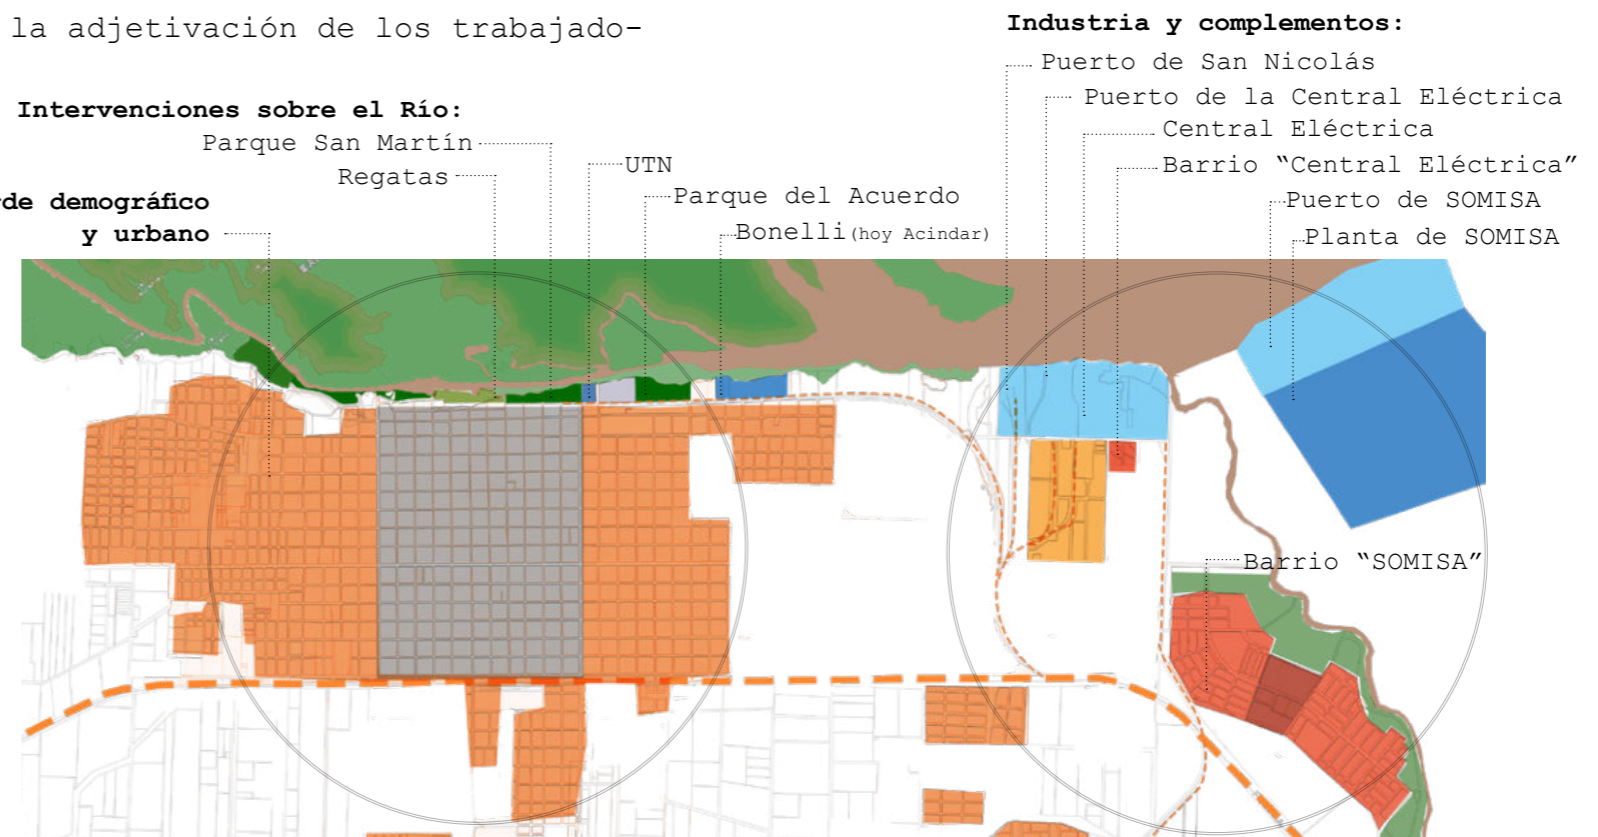 la adjetivación de los trabajado-
Industria y complementos:
Puerto de San Nicolás
Puerto de la Central Eléctrica
Central Eléctrica
Barrio “Central Eléctrica”
Puerto de SOMISA
Planta de SOMISA
Intervenciones sobre el Río:
Parque San Martín
Regatas
UTN
Parque del Acuerdo
Bonelli (hoy Acindar)
demográfico
y urbano
Barrio “SOMISA”